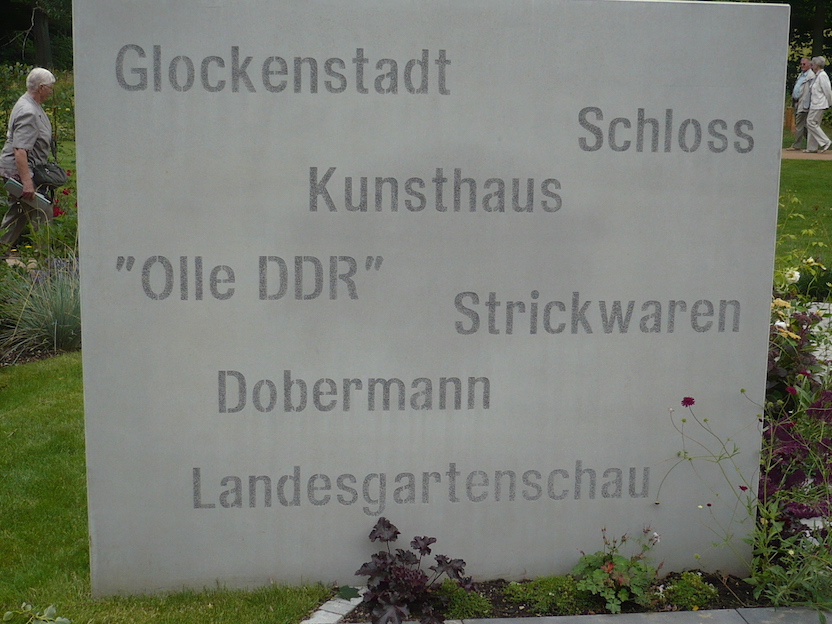 Glockenstadt
Schloss
Kunsthaus
"Olle DDR"
Strickwaren
Dobermann
Landesgartenschau